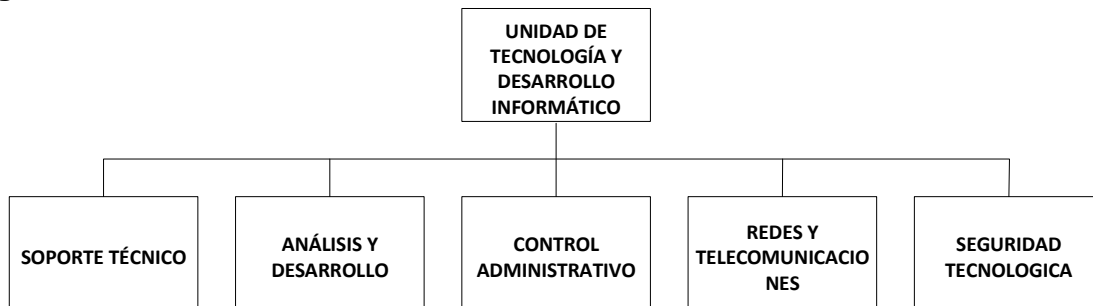 UNIDAD DE
TECNOLOGÍA Y
DESARROLLO
INFORMÁTICO
SOPORTE TÉCNICO
ANÁLISIS Y
DESARROLLO
CONTROL
ADMINISTRATIVO
REDES Y
TELECOMUNICACIO
NES
SEGURIDAD
TECNOLOGICA